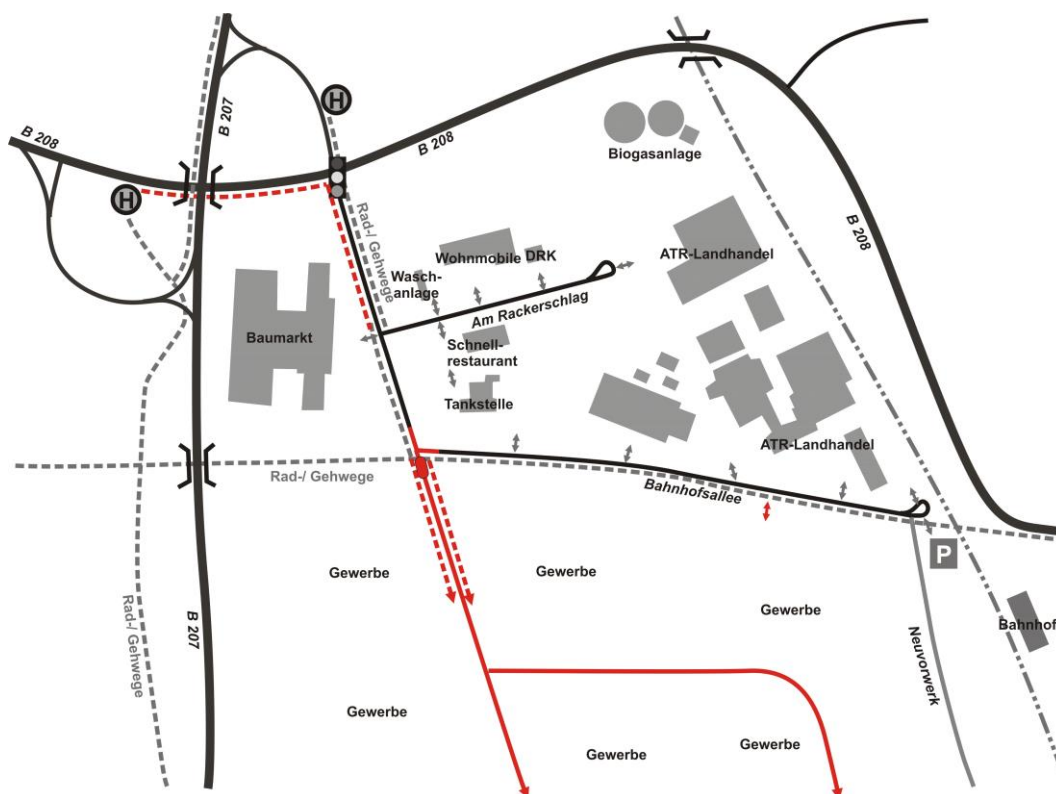 B 207
H
B 208
B 208
H
Biogasanlage
Rad-/ Gehwege
Wohnmobile
DRK
ATR-Landhandel
B 208
Wasch-
anlage
Am Rackerschlag
Baumarkt
Schnell-
restaurant
Tankstelle
ATR-Landhandel
Rad-/ Gehwege
Bahnhofsallee
P
Gewerbe
Gewerbe
Gewerbe
Rad-/ Gehwege
B 207
Bahnhof
Neuvorwerk
Gewerbe
Gewerbe
Gewerbe